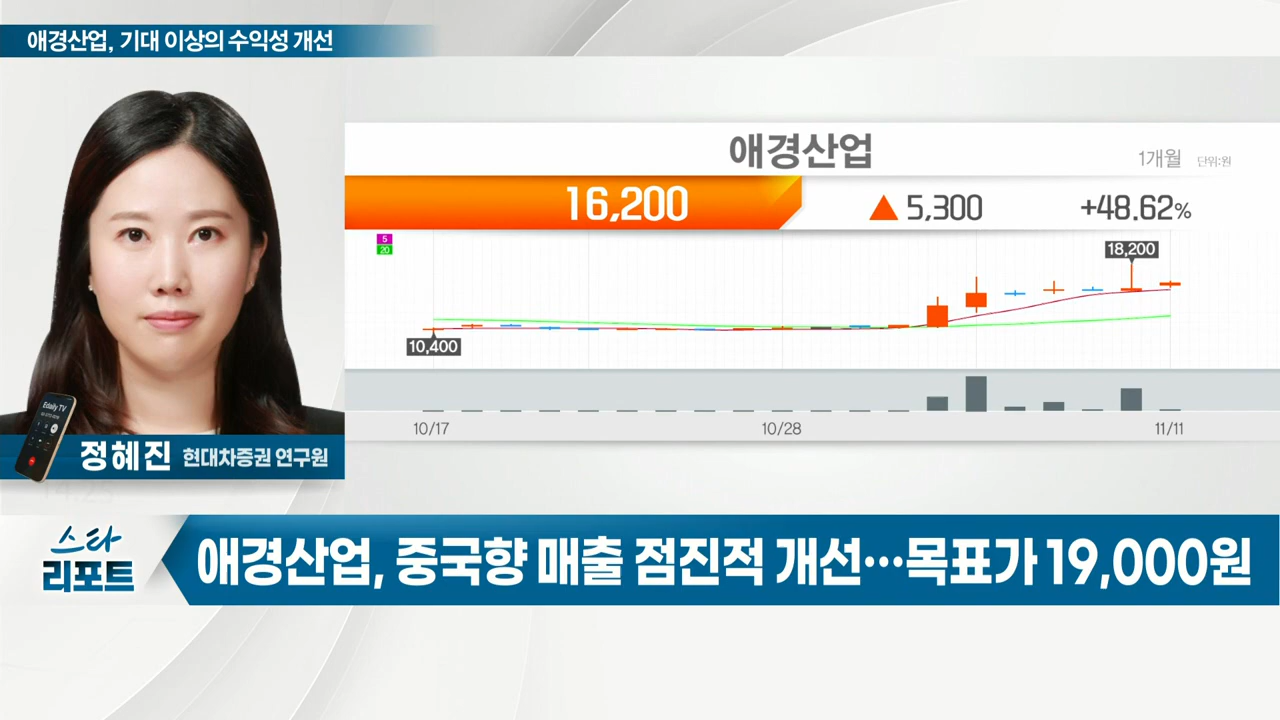 애경산업, 기대 이상의 수익성 개선
애경산업
1개월 단위:원
16,200 ▲ 5,300 +48.62%
5
20
18,200
10,400
10/17 10/28 11/11
Edaily TV
정혜진 현대차증권 연구원
스타
리포트
애경산업, 중국향 매출 점진적 개선…목표가 19,000원